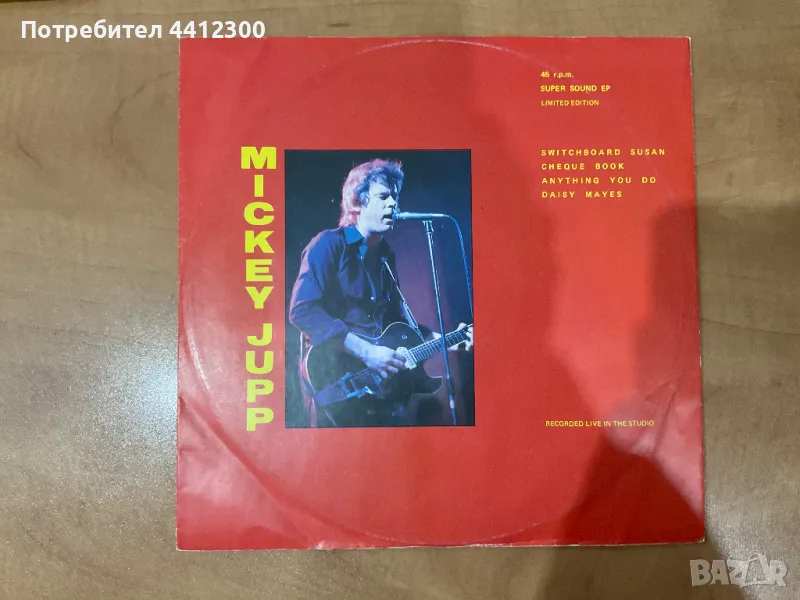 Потребител 4412300
45 r.p.m.
SUPER SOUND EP
LIMITED EDITION
SWITCHBOARD SUSAN
CHEQUE BOOK
ANYTHING YOU DO
DAISY MAYES
MICKEY JUPP
RECORDED LIVE IN THE STUDIO
BAZAR